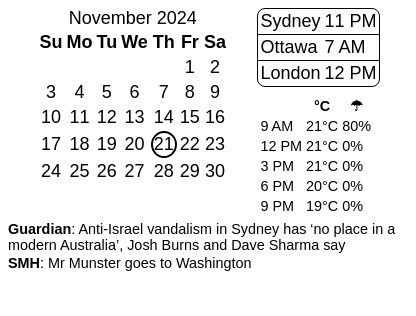 November 2024
Su Mo Tu We Th Fr Sa
1 2
3 4 5 6 7 8 9
10 11 12 13 14 15 16
17 18 19 20 21 22 23
24 25 26 27 28 29 30
Sydney 11 PM
Ottawa 7 AM
London 12 PM
°C ☂
9 AM 21°C 80%
12 PM 21°C 0%
3 PM 21°C 0%
6 PM 20°C 0%
9 PM 19°C 0%
Guardian: Anti-Israel vandalism in Sydney has ‘no place in a
modern Australia’, Josh Burns and Dave Sharma say
SMH: Mr Munster goes to Washington